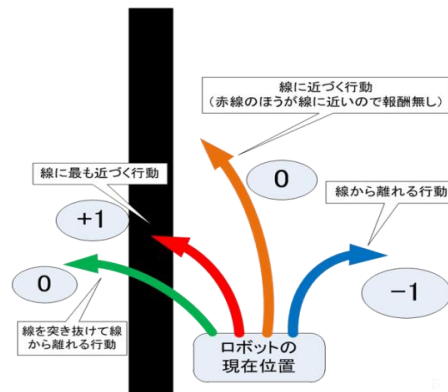 線に近づく行動
(赤線のほうが線に近いので報酬無し)
線に最も近づく行動
0
線から離れる行動
+1
0
-1
線を突き抜けて線
から離れる行動
ロボットの
現在位置